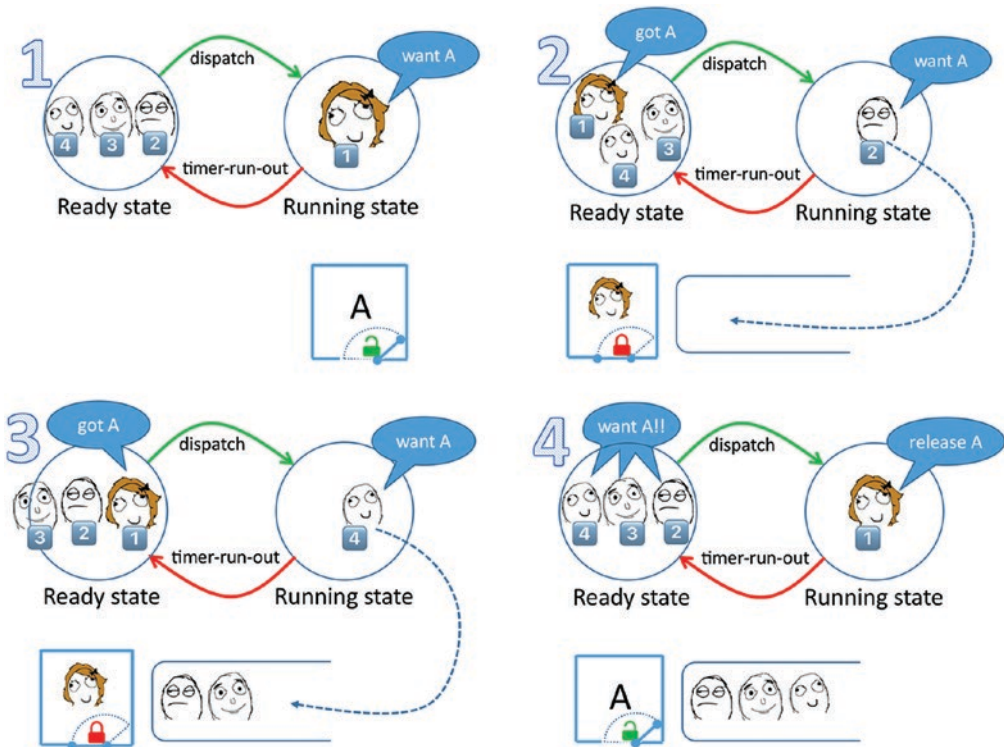 1
dispatch
want A
4 3 2
1
timer-run-out
Ready state
Running state
A
2
got A
dispatch
want A
1
3
4
2
timer-run-out
Ready state
Running state
3
got A
dispatch
want A
3 2 1
4
timer-run-out
Ready state
Running state
4
want A!!
dispatch
release A
4 3 2
1
timer-run-out
Ready state
Running state
A